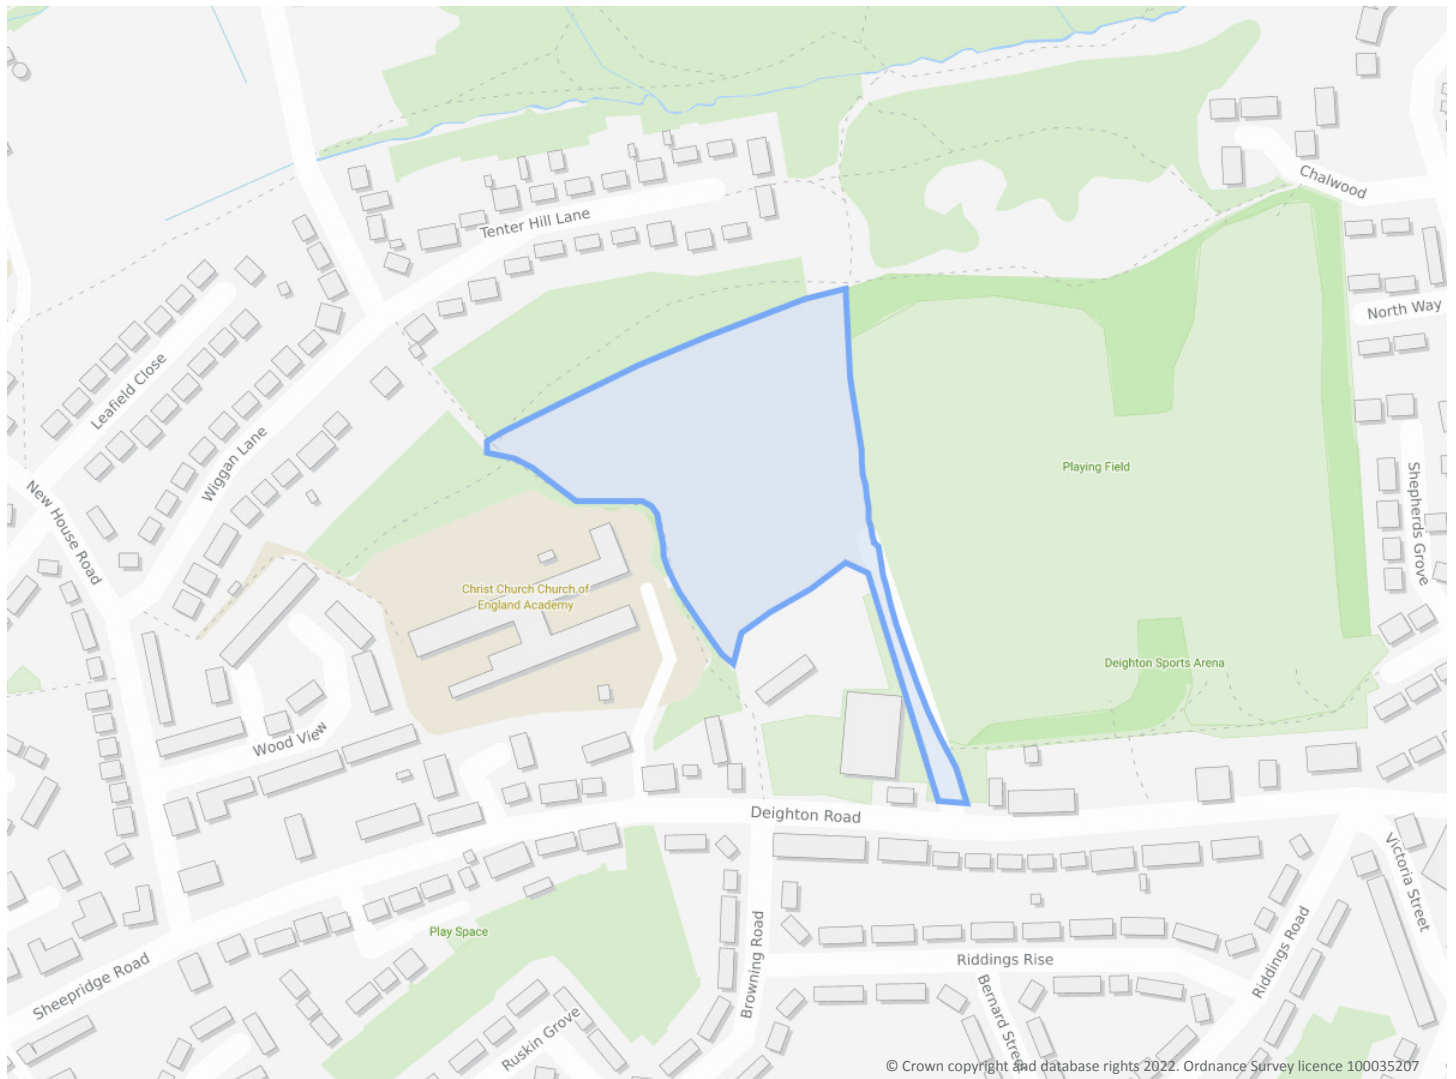 Chalwood
Tenter Hill Lane
North Way
Leafield Close
Wiggan Lane
New House Road
Playing Field
Shepherds Grove
Christ Church Church of
England Academy
Deighton Sports Arena
Wood View
Deighton Road
Victoria Street
Play Space
Browning Road
Riddings Rise
Riddings Road
Sheepridge Road
Bernard Street
Ruskin Grove
© Crown copyright and database rights 2022. Ordnance Survey licence 100035207